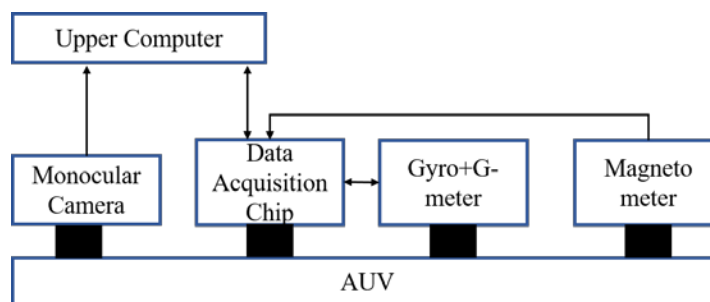 Upper Computer
Monocular
Camera
Data
Acquisition
Chip
Gyro+G-
meter
Magneto
meter
AUV